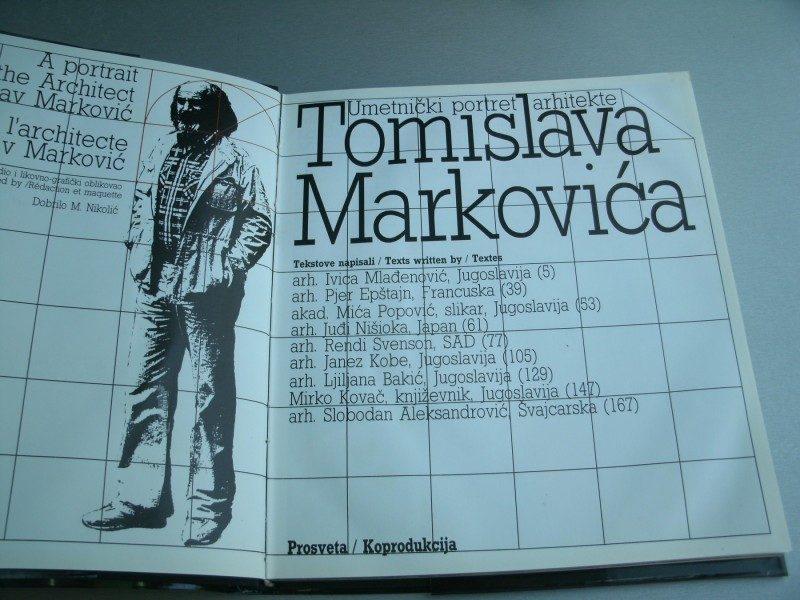 A portrait
the Architect
av Marković
l'architecte
v Marković
dio i likovno-grafički oblikovao
ed by /Rédaction et maquette
Dobrilo M. Nikolić
Umetnički portret arhitekte
Tomislava
Markovića
Tekstove napisali / Texts written by / Textes
arh. Ivica Mlađenović, Jugoslavija (5)
arh. Pjer Epštajn, Francuska (39)
akad. Mića Popović, slikar, Jugoslavija (53)
arh. Juđi Nišioka, Japan (61)
arh. Rendi Svenson, SAD (77)
arh. Janez Kobe, Jugoslavija (105)
arh. Ljiljana Bakić, Jugoslavija (129)
Mirko Kovač, književnik, Jugoslavija (147)
arh. Slobodan Aleksandrović, Švajcarska (167)
Prosveta / Koprodukcija